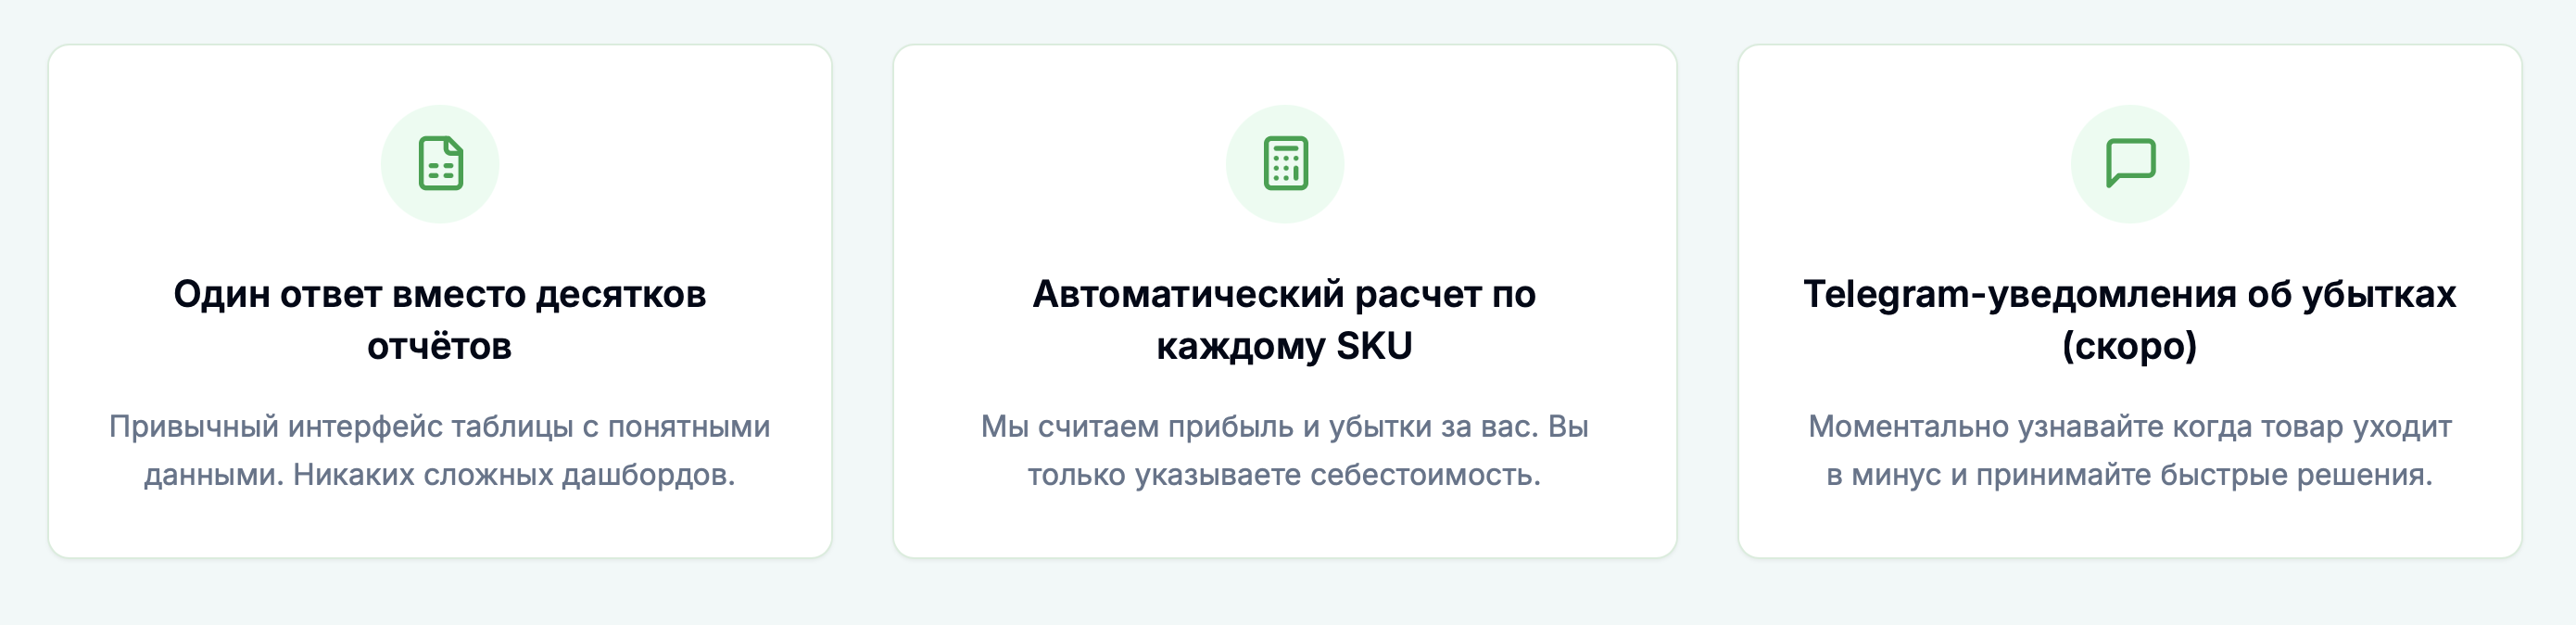 Один ответ вместо десятков
отчётов
Привычный интерфейс таблицы с понятными
данными. Никаких сложных дашбордов.
Автоматический расчет по
каждому SKU
Мы считаем прибыль и убытки за вас. Вы
только указываете себестоимость.
Telegram-уведомления об убытках
(скоро)
Моментально узнавайте когда товар уходит
в минус и принимайте быстрые решения.